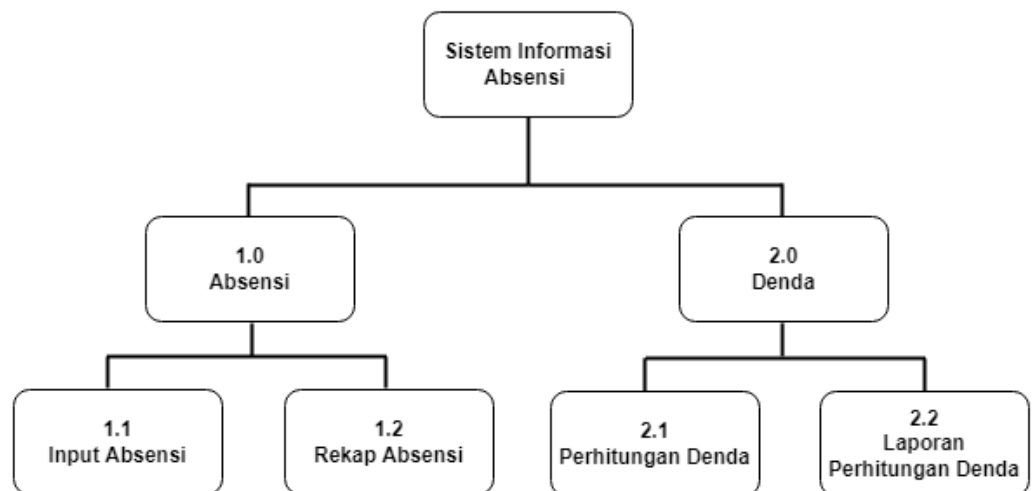 Sistem Informasi
Absensi
1.0
Absensi
2.0
Denda
1.1
Input Absensi
1.2
Rekap Absensi
2.1
Perhitungan Denda
2.2
Laporan
Perhitungan Denda